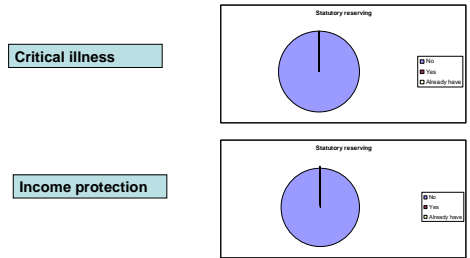 Statutory reserving
Critical illness
No
Yes
Already have
Statutory reserving
Income protection
No
Yes
Already have